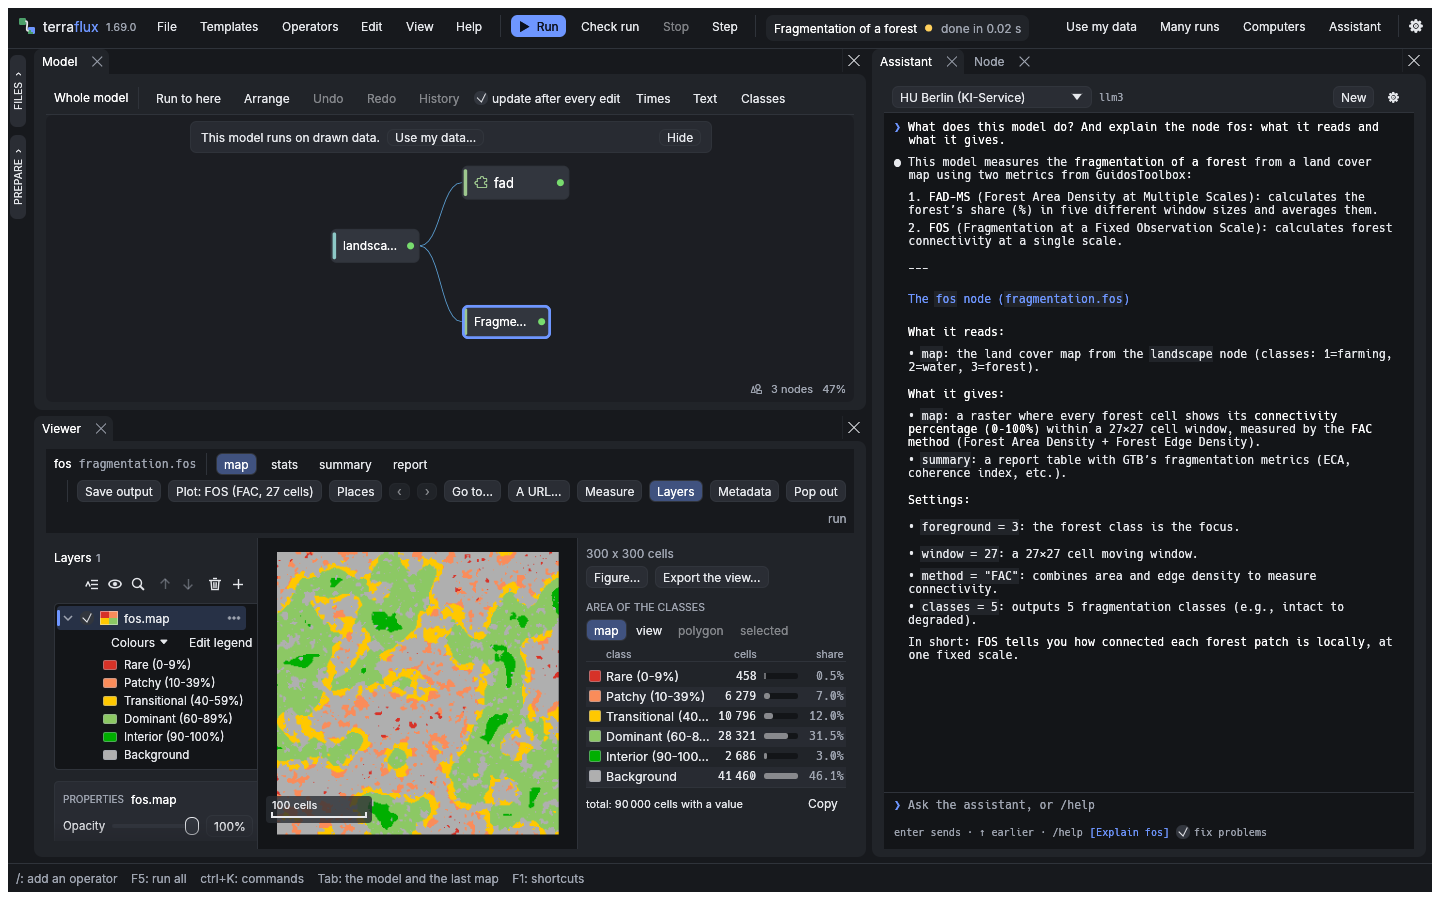 terraflux 1.69.0 File Templates Operators Edit View Help Run Check run Stop Step Fragmentation of a forest done in 0.02 s Use my data Many runs Computers Assistant
FILES
PREPARE
Model
Whole model Run to here Arrange Undo Redo History update after every edit Times Text Classes
This model runs on drawn data. Use my data... Hide
fad
landsca...
Fragme...
3 nodes 47%
Viewer
fos fragmentation.fos map stats summary report
Save output Plot: FOS (FAC, 27 cells) Places ‹ › Go to... A URL... Measure Layers Metadata Pop out
run
Layers 1
fos.map
Colours Edit legend
Rare (0-9%)
Patchy (10-39%)
Transitional (40-59%)
Dominant (60-89%)
Interior (90-100%)
Background
PROPERTIES fos.map
Opacity 100%
100 cells
300 x 300 cells
Figure... Export the view...
AREA OF THE CLASSES
map view polygon selected
class cells share
Rare (0-9%) 458 0.5%
Patchy (10-39%) 6 279 7.0%
Transitional (40... 10 796 12.0%
Dominant (60-8... 28 321 31.5%
Interior (90-100... 2 686 3.0%
Background 41 460 46.1%
total: 90 000 cells with a value Copy
Assistant Node
HU Berlin (KI-Service) llm3 New
❯ What does this model do? And explain the node fos: what it reads and
what it gives.
● This model measures the fragmentation of a forest from a land cover
map using two metrics from GuidosToolbox:
1. FAD-MS (Forest Area Density at Multiple Scales): calculates the
forest's share (%) in five different window sizes and averages them.
2. FOS (Fragmentation at a Fixed Observation Scale): calculates forest
connectivity at a single scale.
---
The fos node (fragmentation.fos)
What it reads:
• map: the land cover map from the landscape node (classes: 1=farming,
2=water, 3=forest).
What it gives:
• map: a raster where every forest cell shows its connectivity
percentage (0-100%) within a 27×27 cell window, measured by the FAC
method (Forest Area Density + Forest Edge Density).
• summary: a report table with GTB's fragmentation metrics (ECA,
coherence index, etc.).
Settings:
• foreground = 3: the forest class is the focus.
• window = 27: a 27×27 cell moving window.
• method = "FAC": combines area and edge density to measure
connectivity.
• classes = 5: outputs 5 fragmentation classes (e.g., intact to
degraded).
In short: FOS tells you how connected each forest patch is locally, at
one fixed scale.
❯ Ask the assistant, or /help
enter sends · ↑ earlier · /help [Explain fos] fix problems
/: add an operator F5: run all ctrl+K: commands Tab: the model and the last map F1: shortcuts